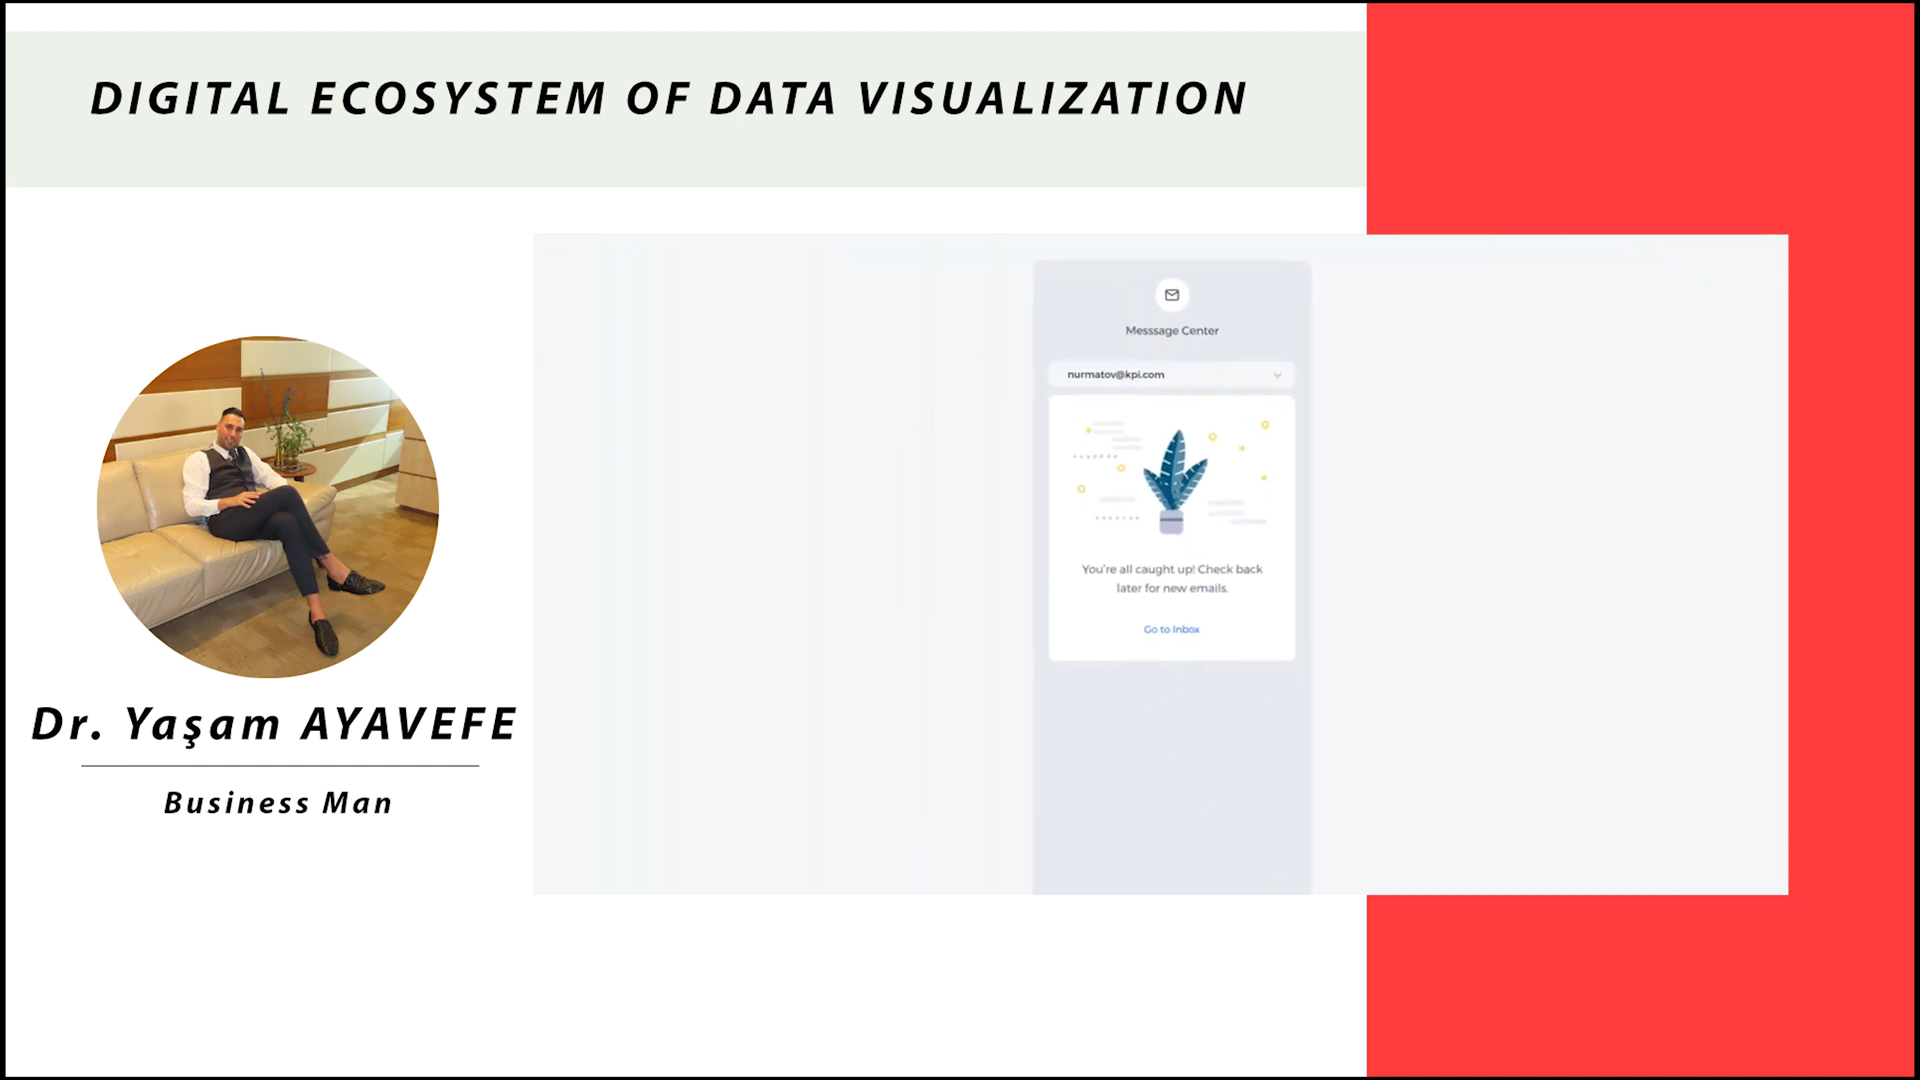 DIGITAL ECOSYSTEM OF DATA VISUALIZATION
Dr. Yaşam AYAVEFE
Business Man
Messsage Center
nurmatov@kpi.com
You're all caught up! Check back
later for new emails.
Go to Inbox